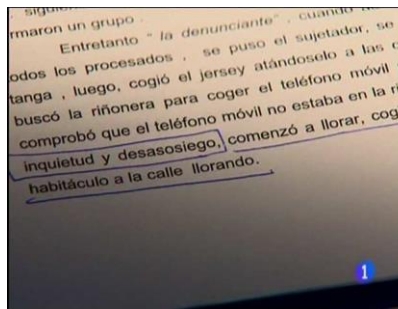 rmaron un grupo .
Entretanto " la denunciante" , cuando
odos los procesados , se puso el sujetador, se
tanga , luego, cogió el jersey atándoselo a las
buscó la riñonera para coger el teléfono móvil
comprobó que el teléfono móvil no estaba en la
inquietud y desasosiego, comenzó a llorar, cog
habitáculo a la calle llorando.
1